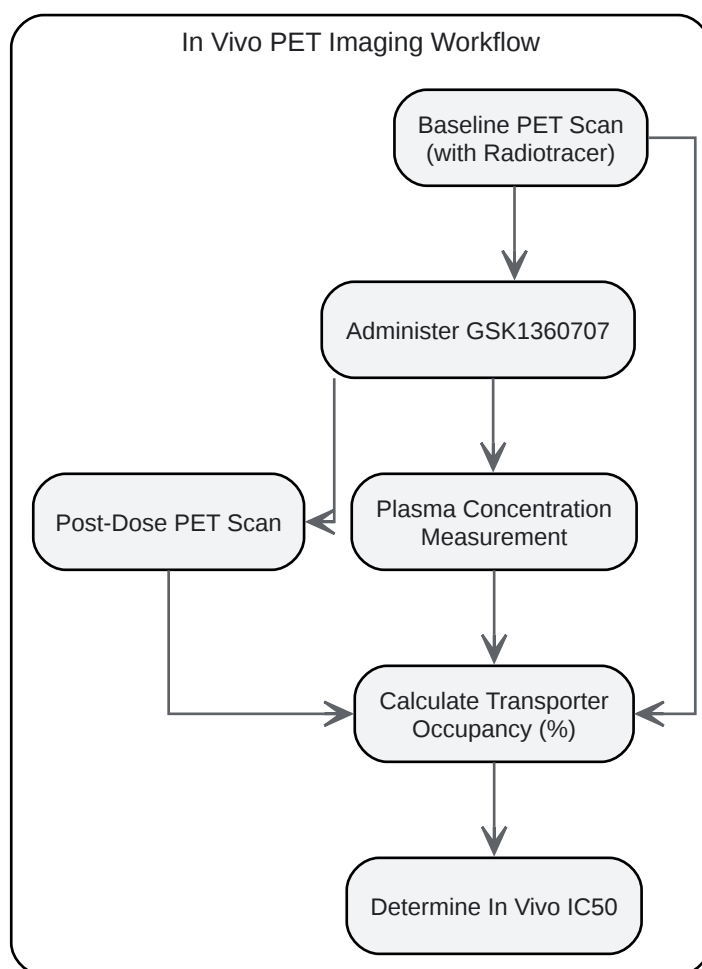 In Vivo PET Imaging Workflow
Baseline PET Scan
(with Radiotracer)
Administer GSK1360707
Post-Dose PET Scan
Plasma Concentration
Measurement
Calculate Transporter
Occupancy (%)
Determine In Vivo IC50